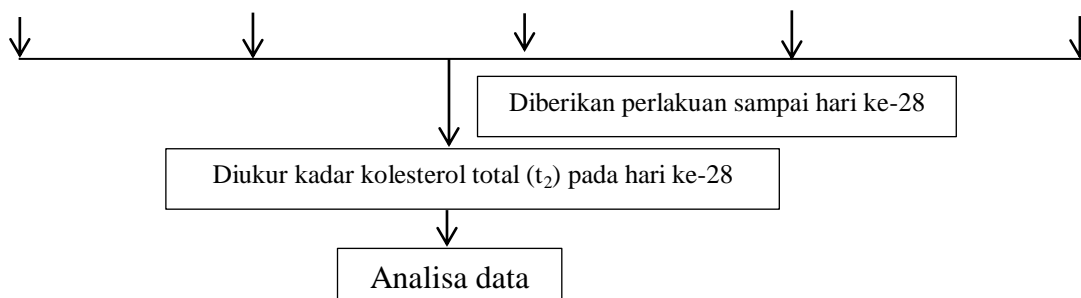 Diberikan perlakuan sampai hari ke-28
Diukur kadar kolesterol total (t₂) pada hari ke-28
Analisa data